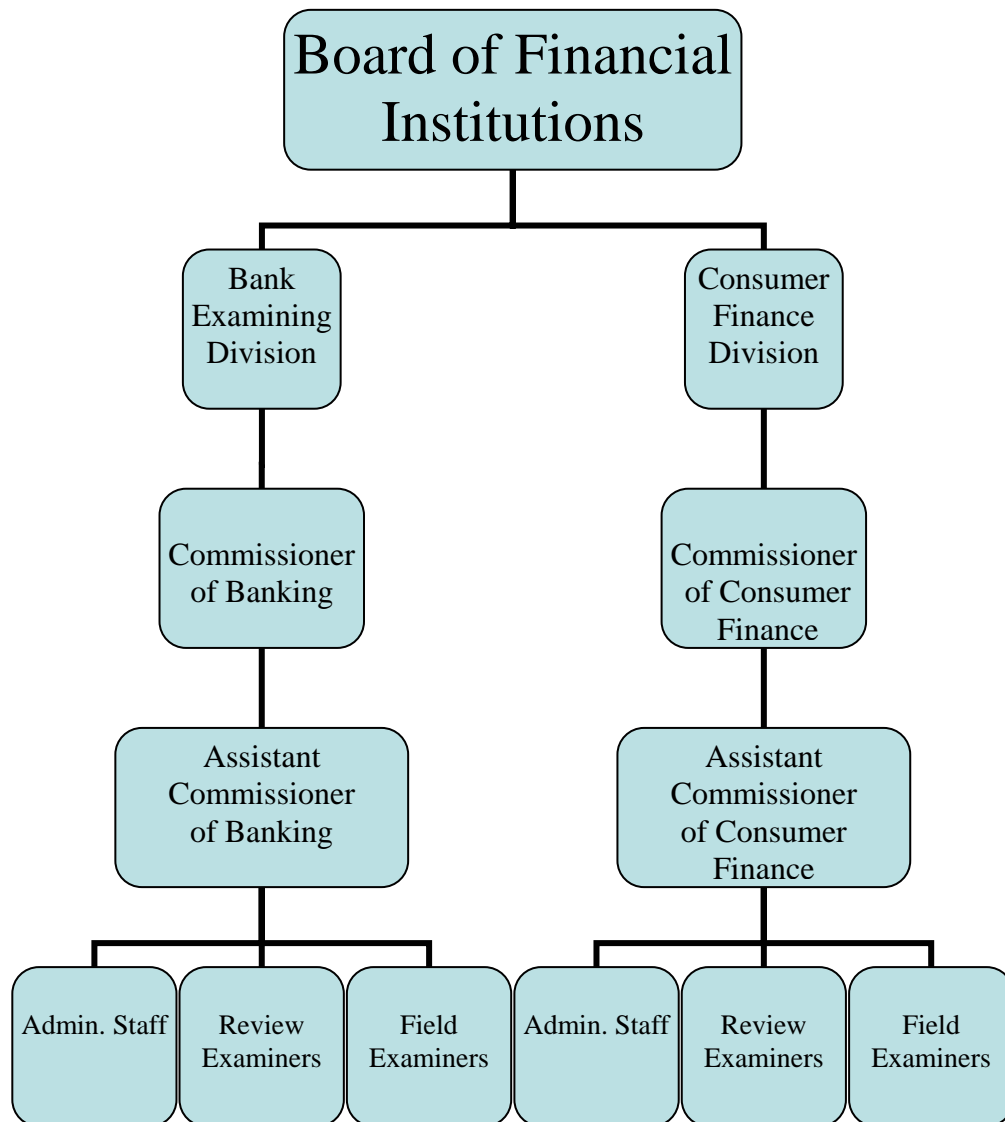 Board of Financial
Institutions
Bank
Examining
Division
Consumer
Finance
Division
Commissioner
of Banking
Commissioner
of Consumer
Finance
Assistant
Commissioner
of Banking
Assistant
Commissioner
of Consumer
Finance
Admin. Staff
Review
Examiners
Field
Examiners
Admin. Staff
Review
Examiners
Field
Examiners